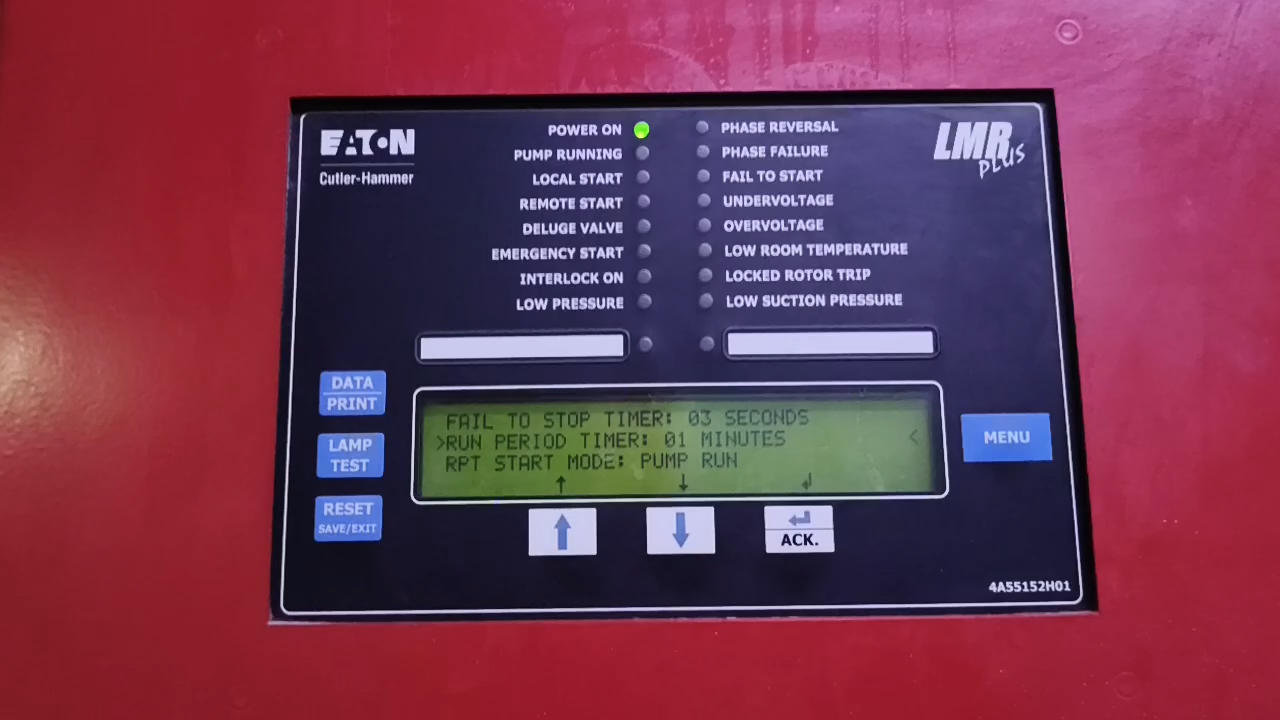 EATON
Cutler-Hammer
POWER ON
PUMP RUNNING
LOCAL START
REMOTE START
DELUGE VALVE
EMERGENCY START
INTERLOCK ON
LOW PRESSURE
PHASE REVERSAL
PHASE FAILURE
FAIL TO START
UNDERVOLTAGE
OVERVOLTAGE
LOW ROOM TEMPERATURE
LOCKED ROTOR TRIP
LOW SUCTION PRESSURE
LMR
PLUS
DATA
PRINT
LAMP
TEST
RESET
SAVE/EXIT
FAIL TO STOP TIMER: 03 SECONDS
>RUN PERIOD TIMER: 01 MINUTES <
RPT START MODE: PUMP RUN
↑ ↓ ↲
MENU
ACK.
4A55152H01